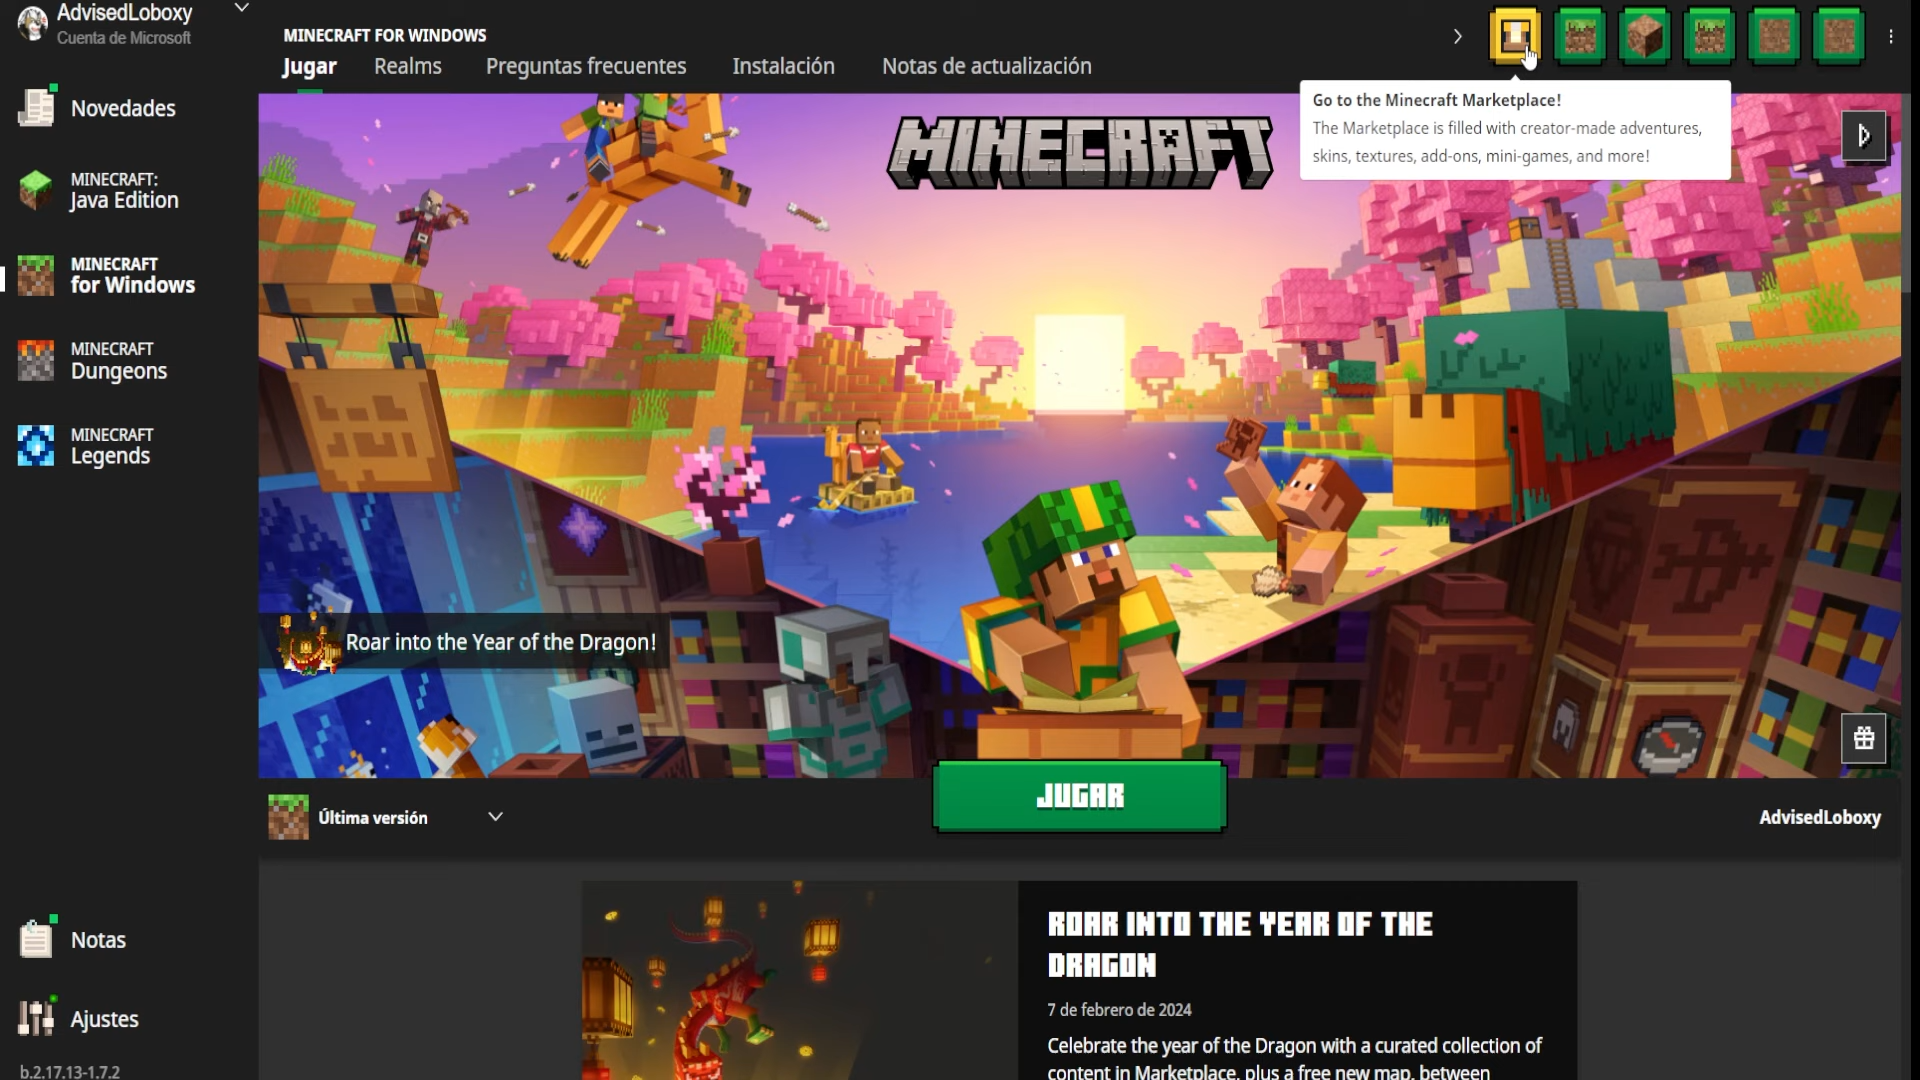 AdvisedLoboxy
Cuenta de Microsoft
Novedades
MINECRAFT:
Java Edition
MINECRAFT
for Windows
MINECRAFT
Dungeons
MINECRAFT
Legends
Notas
Ajustes
b.2.17.13-1.7.2
MINECRAFT FOR WINDOWS
Jugar Realms Preguntas frecuentes Instalación Notas de actualización
Go to the Minecraft Marketplace!
The Marketplace is filled with creator-made adventures,
skins, textures, add-ons, mini-games, and more!
MINECRAFT
Roar into the Year of the Dragon!
Última versión
JUGAR
AdvisedLoboxy
ROAR INTO THE YEAR OF THE
DRAGON
7 de febrero de 2024
Celebrate the year of the Dragon with a curated collection of
content in Marketplace, plus a free new map, between